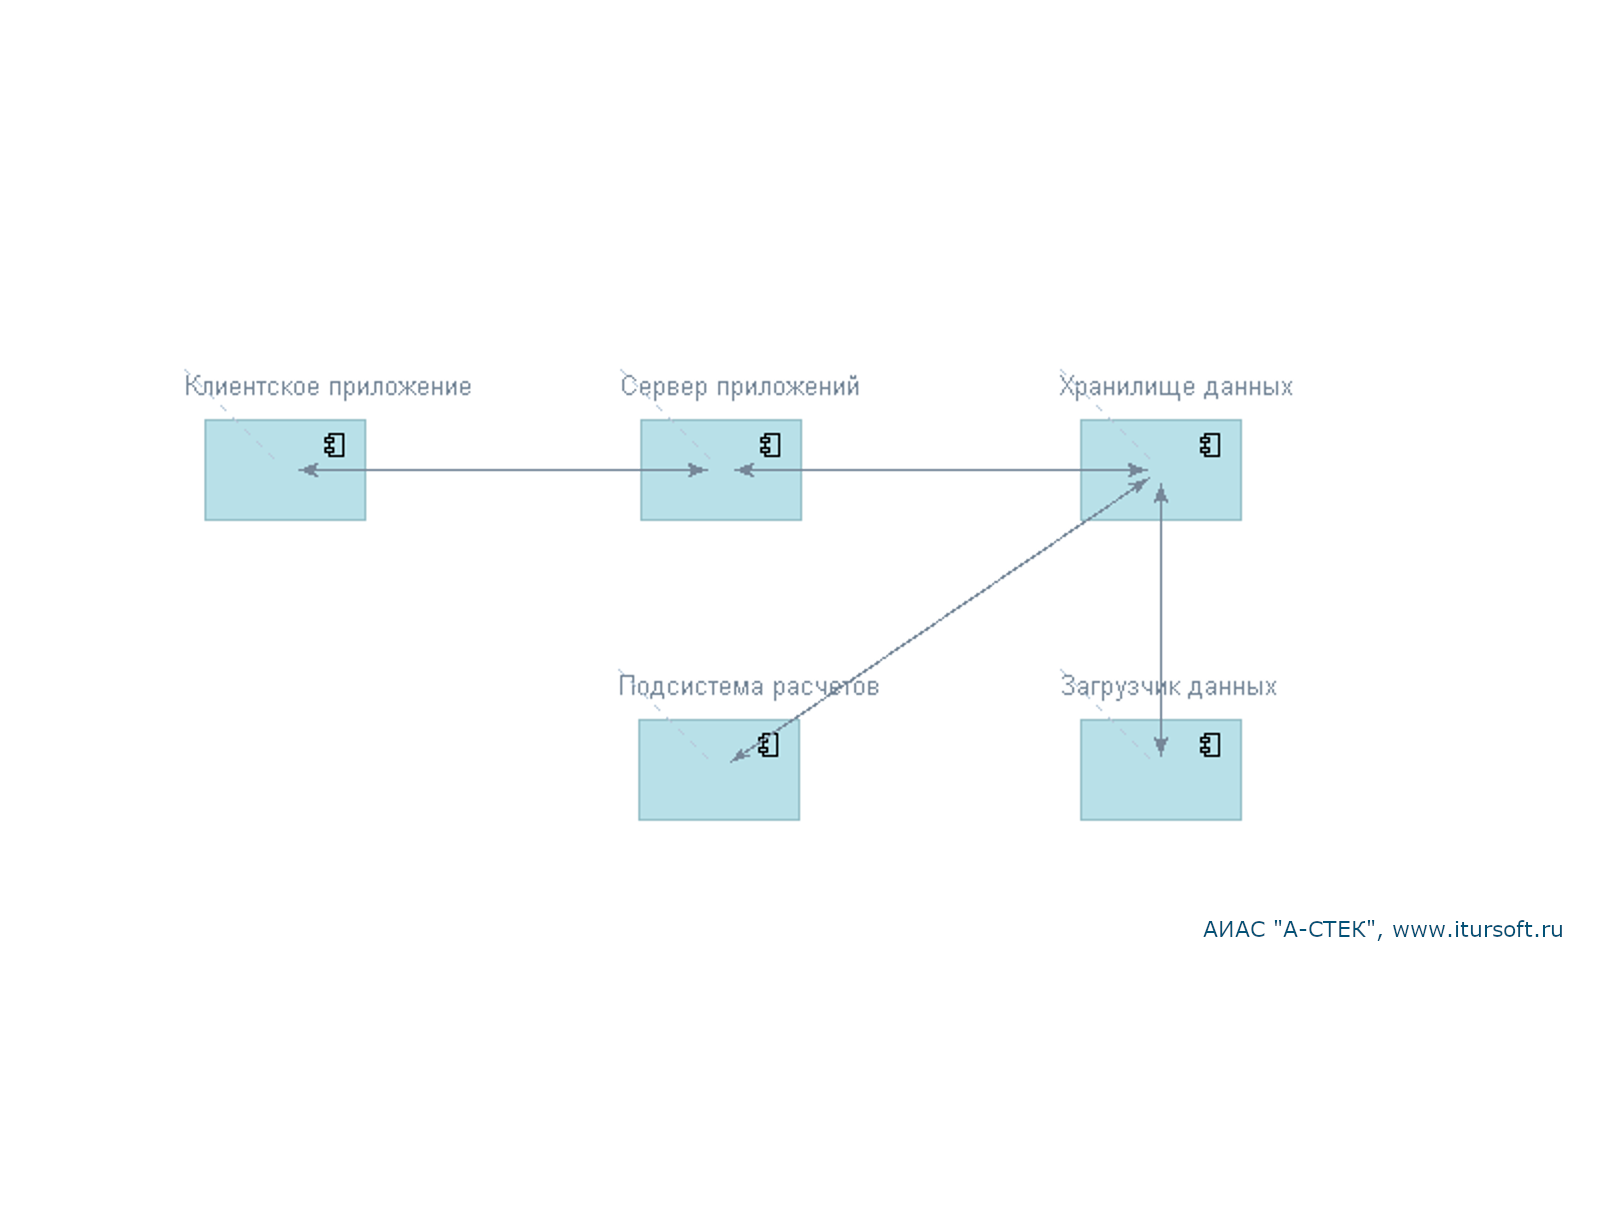 Клиентское приложение
Сервер приложений
Хранилище данных
Подсистема расчетов
Загрузчик данных
АИАС "А-СТЕК", www.itursoft.ru